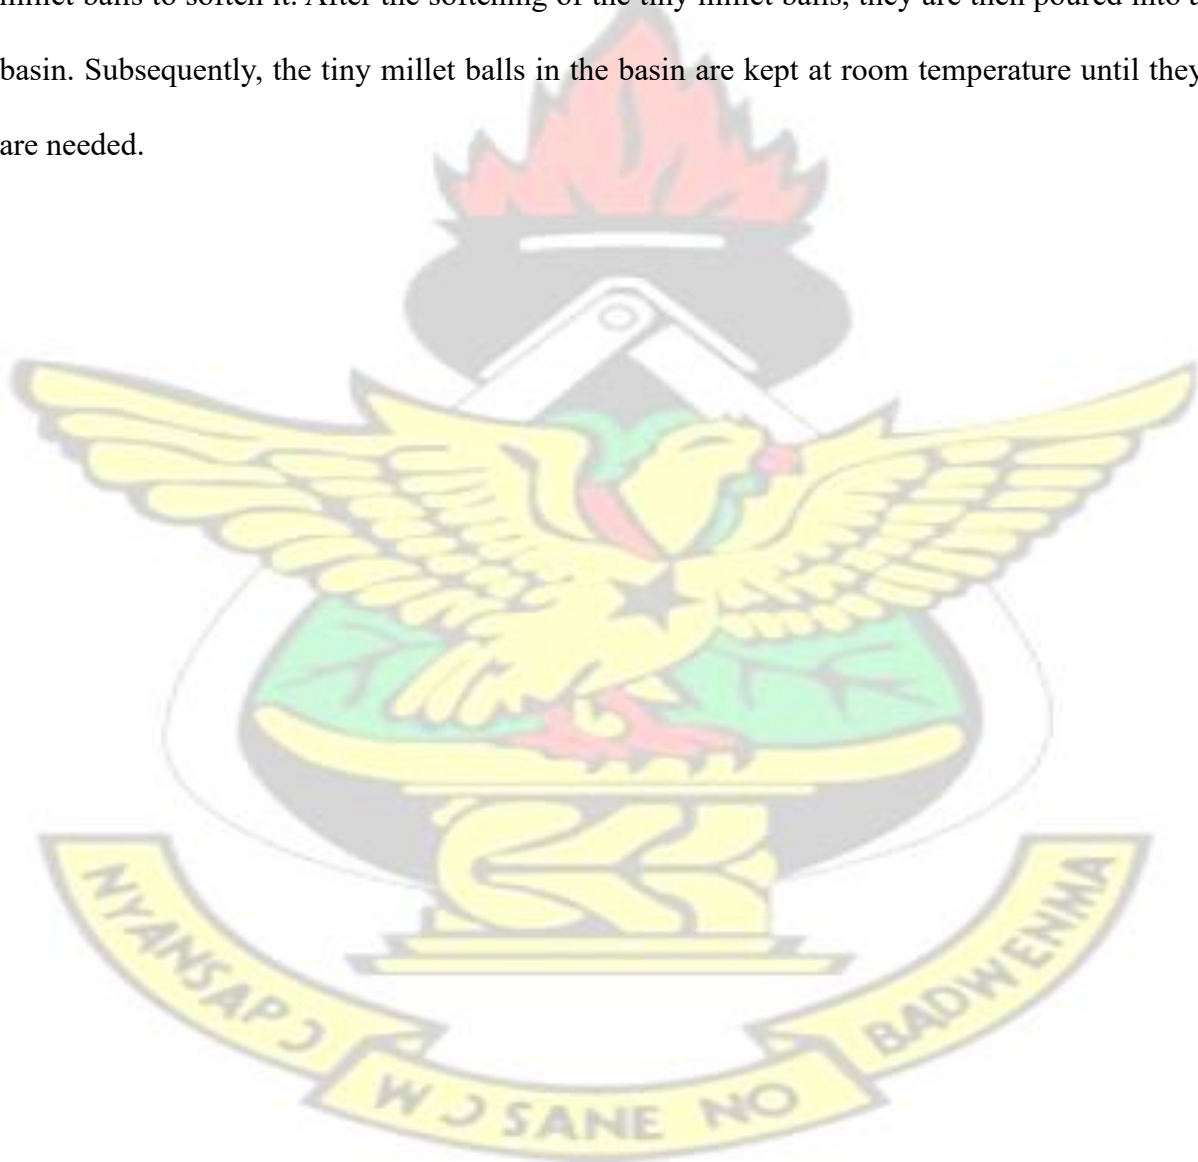 millet balls to soften it. After the softening of the tiny millet balls, they are then poured into a
basin. Subsequently, the tiny millet balls in the basin are kept at room temperature until they
are needed.
NYANSAPƆ
WƆSANE NO
BADWENMA